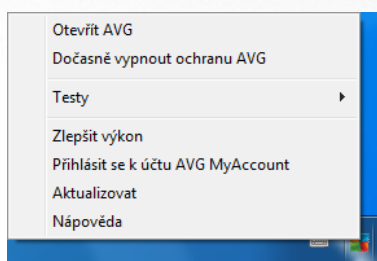 Otevřít AVG
Dočasně vypnout ochranu AVG
Testy
Zlepšit výkon
Přihlásit se k účtu AVG MyAccount
Aktualizovat
Nápověda